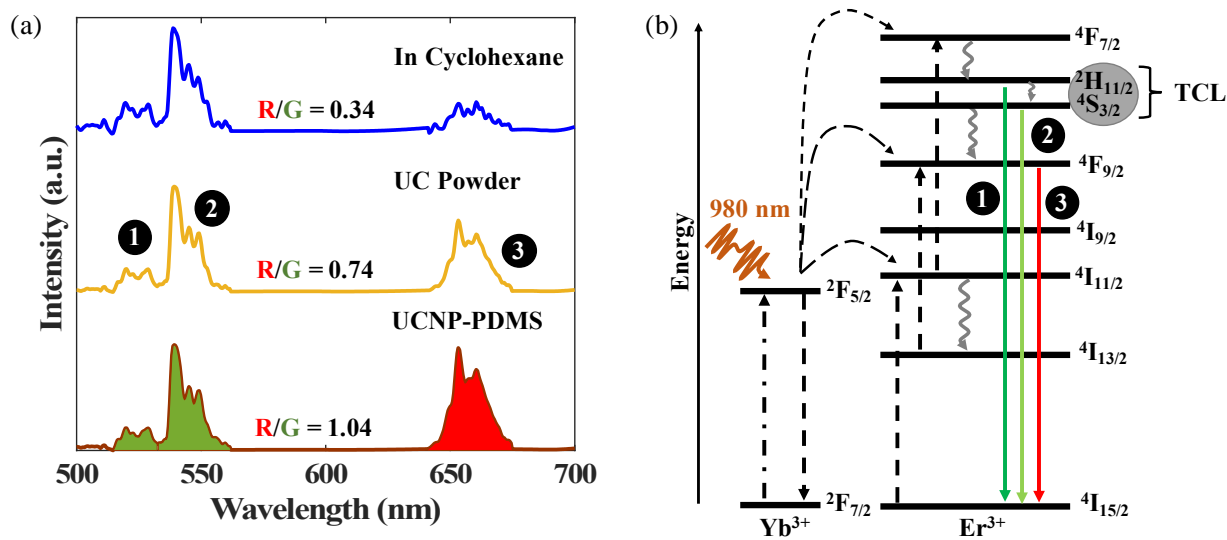 (a)
In Cyclohexane
R/G = 0.34
UC Powder
1
2
3
R/G = 0.74
UCNP-PDMS
R/G = 1.04
500
550
600
650
700
Wavelength (nm)
Intensity (a.u.)
(b)
Energy
980 nm
²F₅/₂
²F₇/₂
Yb³⁺
⁴F₇/₂
²H₁₁/₂
⁴S₃/₂
TCL
⁴F₉/₂
⁴I₉/₂
⁴I₁₁/₂
⁴I₁₃/₂
⁴I₁₅/₂
1
2
3
Er³⁺